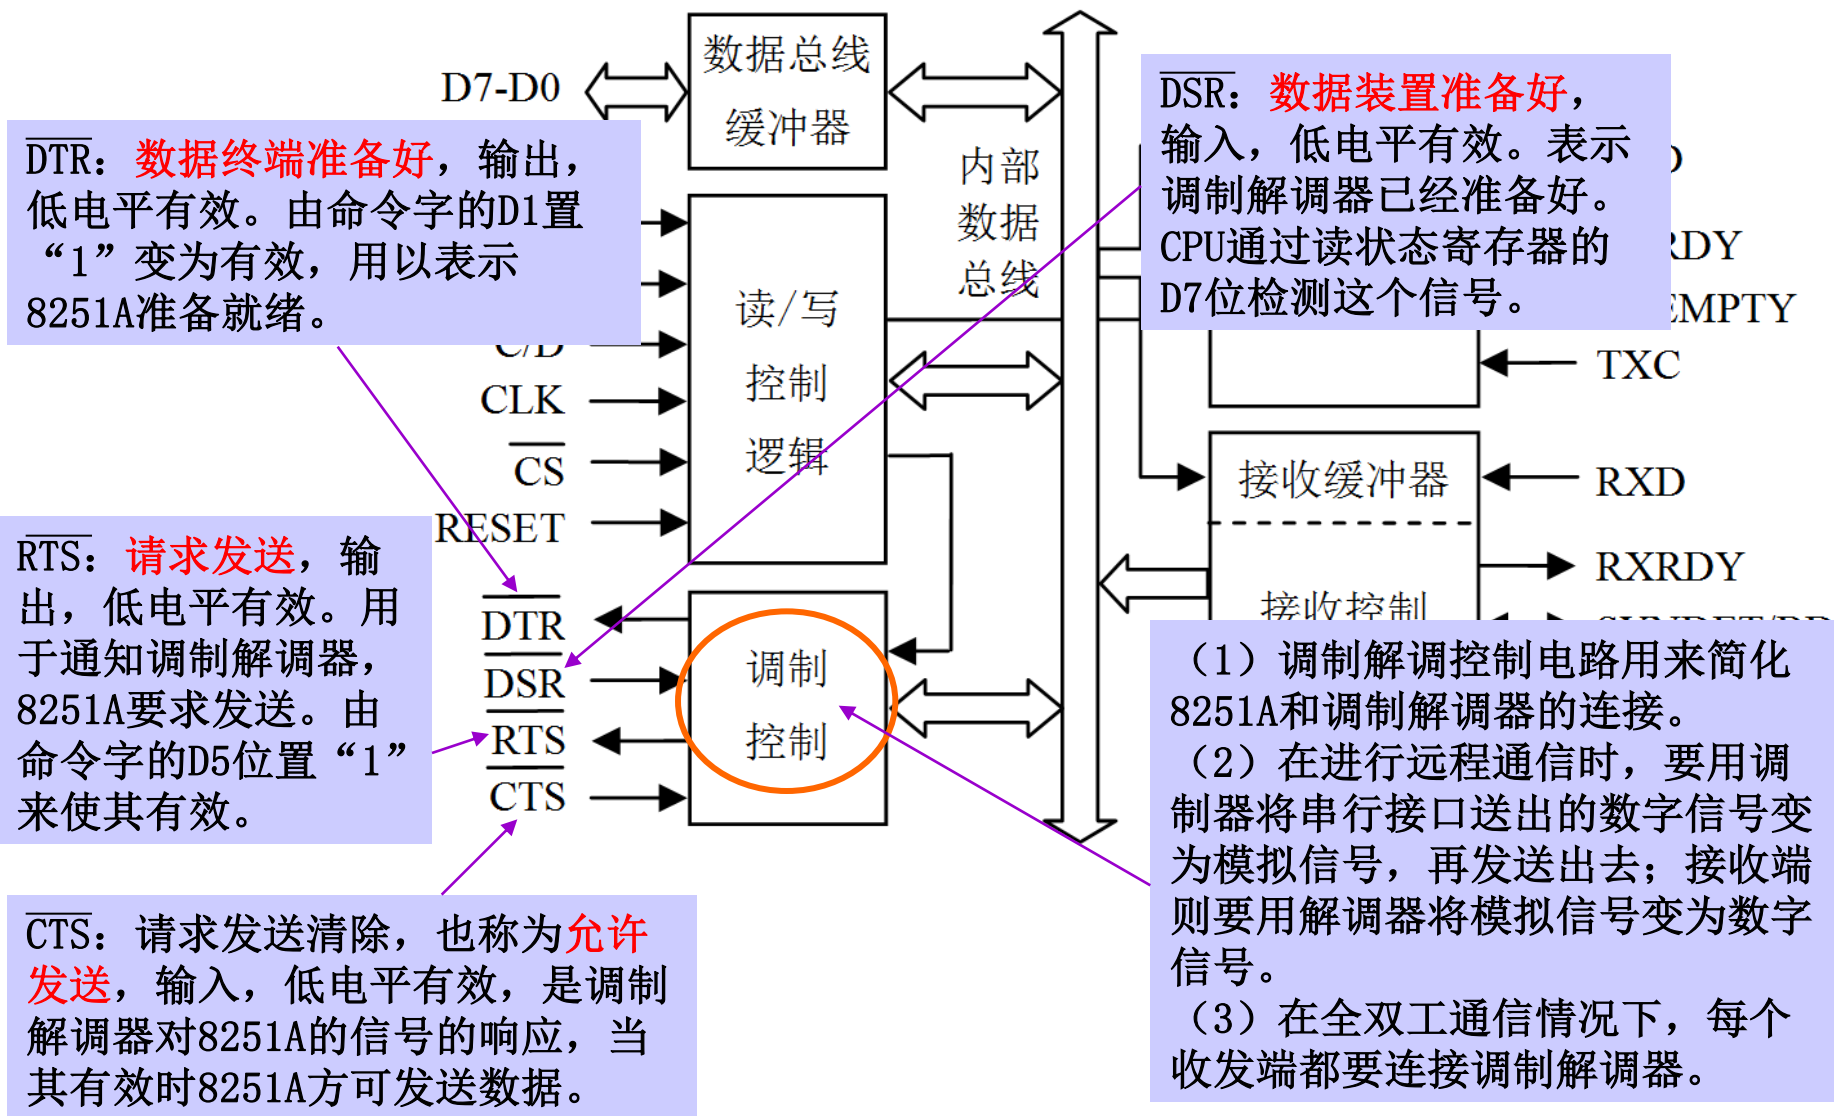 D7-D0
数据总线
缓冲器
DTR：数据终端准备好，输出，
低电平有效。由命令字的D1置
“1”变为有效，用以表示
8251A准备就绪。
C/D
CLK
CS
RESET
读/写
控制
逻辑
内部
数据
总线
DSR：数据装置准备好，
输入，低电平有效。表示
调制解调器已经准备好。
CPU通过读状态寄存器的
D7位检测这个信号。
TXC
接收缓冲器
RXD
RXRDY
接收控制
RTS：请求发送，输
出，低电平有效。用
于通知调制解调器，
8251A要求发送。由
命令字的D5位置“1”
来使其有效。
DTR
DSR
RTS
CTS
调制
控制
CTS：请求发送清除，也称为允许
发送，输入，低电平有效，是调制
解调器对8251A的信号的响应，当
其有效时8251A方可发送数据。
（1）调制解调控制电路用来简化
8251A和调制解调器的连接。
（2）在进行远程通信时，要用调
制器将串行接口送出的数字信号变
为模拟信号，再发送出去；接收端
则要用解调器将模拟信号变为数字
信号。
（3）在全双工通信情况下，每个
收发端都要连接调制解调器。